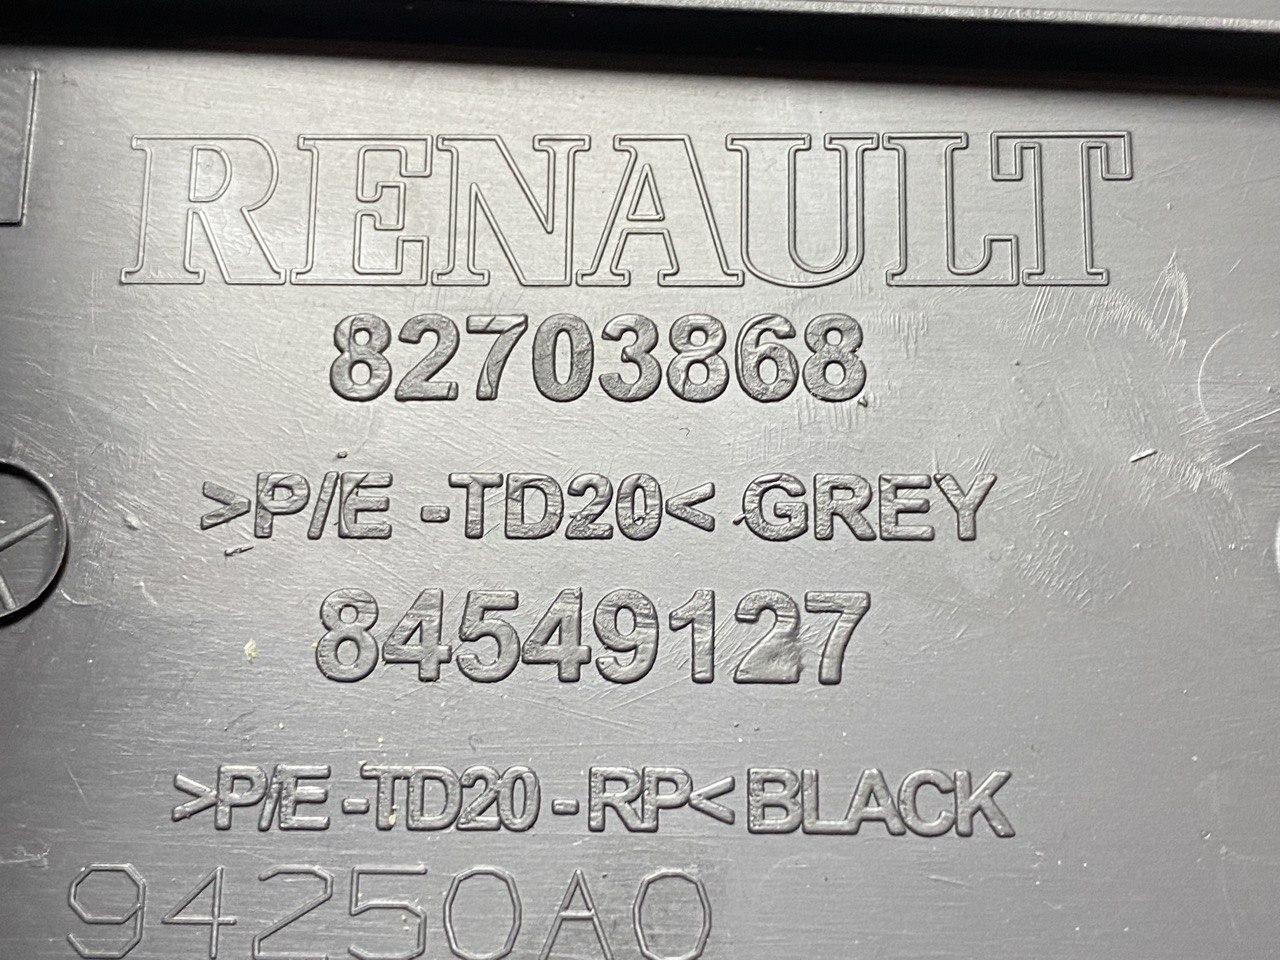 RENAULT
82703868
>P/E-TD20< GREY
84549127
>P/E-TD20-RP< BLACK
94250A0